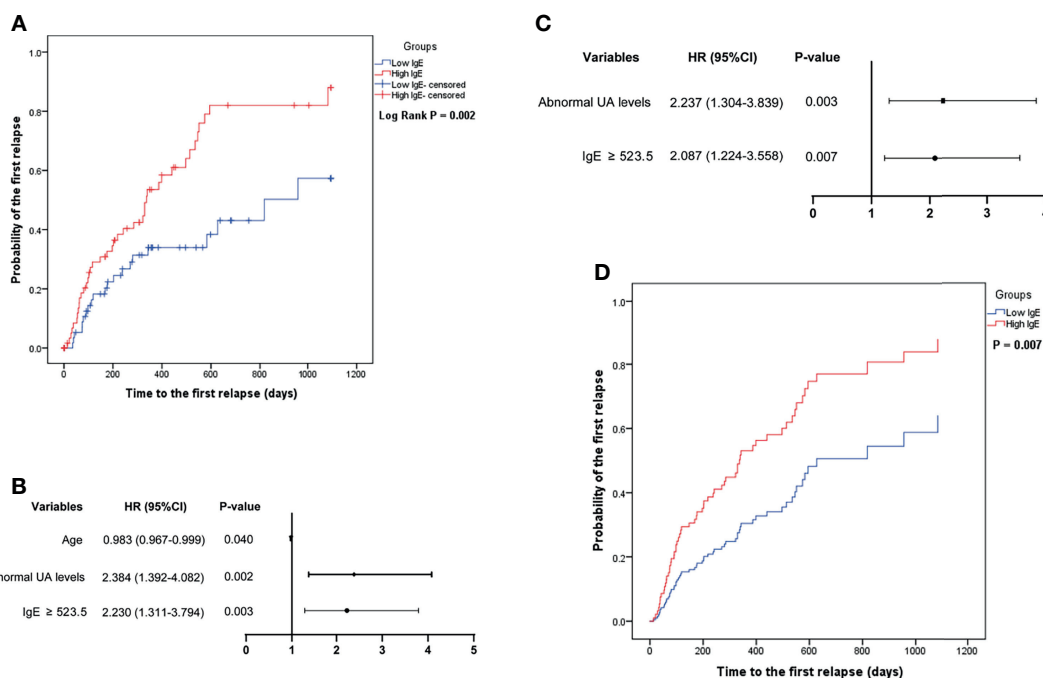 A
Groups
Low IgE
High IgE
Low IgE- censored
High IgE- censored
Log Rank P = 0.002
Probability of the first relapse
1.0
0.8
0.6
0.4
0.2
0.0
0 200 400 600 800 1000 1200
Time to the first relapse (days)
B
Variables HR (95%CI) P-value
Age 0.983 (0.967-0.999) 0.040
normal UA levels 2.384 (1.392-4.082) 0.002
IgE ≥ 523.5 2.230 (1.311-3.794) 0.003
0 1 2 3 4 5
C
Variables HR (95%CI) P-value
Abnormal UA levels 2.237 (1.304-3.839) 0.003
IgE ≥ 523.5 2.087 (1.224-3.558) 0.007
0 1 2 3 4
D
Groups
Low IgE
High IgE
P = 0.007
Probability of the first relapse
1.0
0.8
0.6
0.4
0.2
0.0
0 200 400 600 800 1000 1200
Time to the first relapse (days)